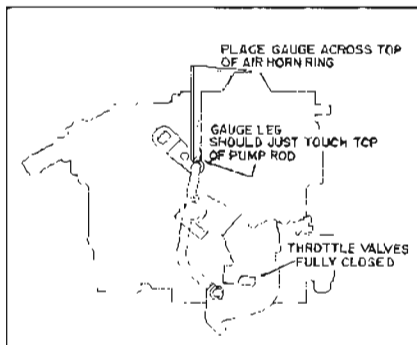 PLACE GAUGE ACROSS TOP
OF AIR HORN RING
GAUGE LEG
SHOULD JUST TOUCH TOP
OF PUMP ROD
THROTTLE VALVES
FULLY CLOSED